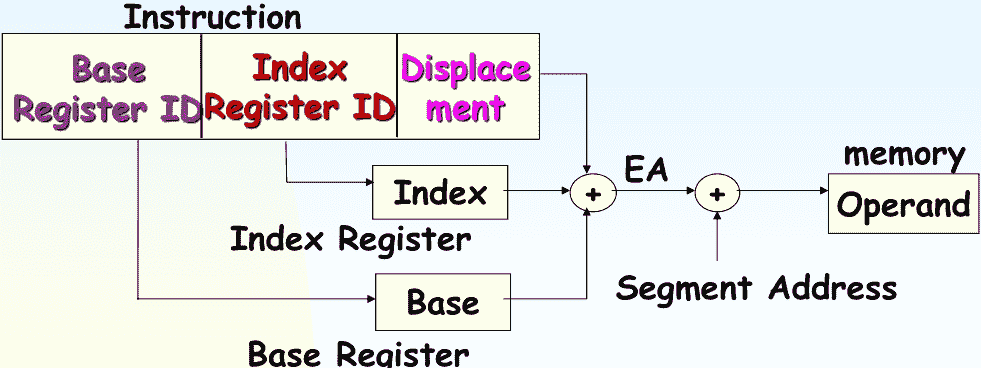 Instruction
Base
Register ID
Index
Register ID
Displace
ment
EA
+
+
memory
Operand
Index
Index Register
Segment Address
Base
Base Register